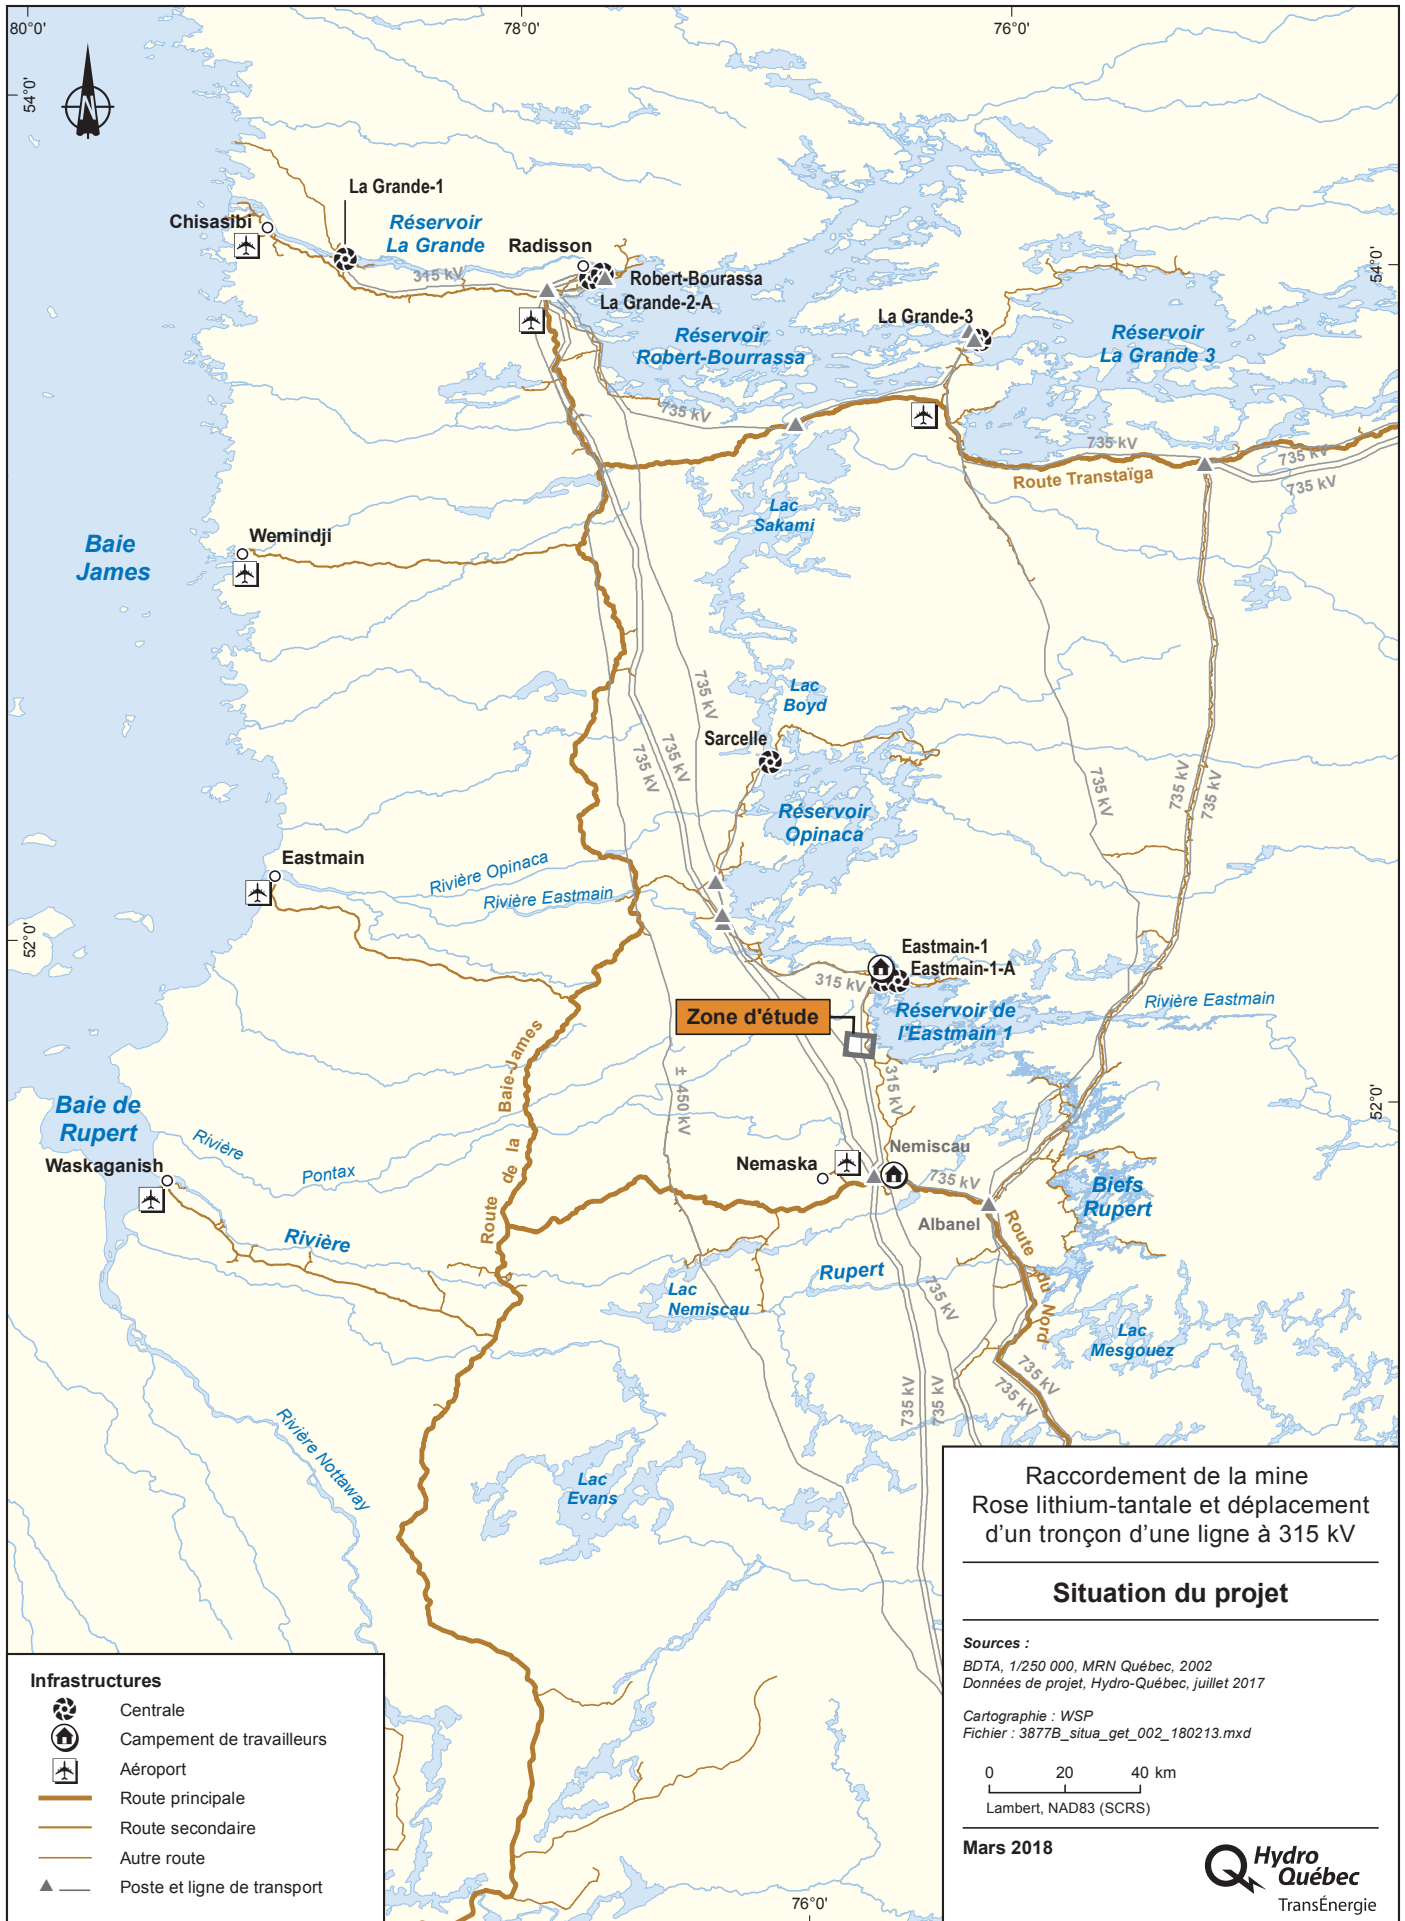 80°0'
78°0'
76°0'
54°0'
N
La Grande-1
Chisasibi
Réservoir
La Grande
Radisson
315 kV
Robert-Bourassa
La Grande-2-A
54°0'
La Grande-3
Réservoir
Robert-Bourrassa
Réservoir
La Grande 3
735 kV
735 kV
735 kV
735 kV
Route Transtaïga
Lac
Sakami
Baie
James
Wemindji
735 kV
Lac
Boyd
Sarcelle
735 kV
735 kV
735 kV
735 kV
735 kV
Réservoir
Opinaca
Eastmain
Rivière Opinaca
Rivière Eastmain
52°0'
Eastmain-1
Eastmain-1-A
315 kV
Rivière Eastmain
Réservoir de
l'Eastmain 1
Zone d'étude
Route de la Baie-James
± 450 kV
315 kV
52°0'
Baie de
Rupert
Rivière
Pontax
Waskaganish
Nemaska
Nemiscau
735 kV
Biefs
Rupert
Albanel
Route du Nord
Rivière
Rupert
Lac
Nemiscau
735 kV
Lac
Mesgouez
735 kV
735 kV
735 kV
735 kV
Rivière Nottaway
Lac
Evans
Raccordement de la mine
Rose lithium-tantale et déplacement
d'un tronçon d'une ligne à 315 kV
Situation du projet
Sources :
BDTA, 1/250 000, MRN Québec, 2002
Données de projet, Hydro-Québec, juillet 2017
Cartographie : WSP
Fichier : 3877B_situa_get_002_180213.mxd
0 20 40 km
Lambert, NAD83 (SCRS)
Mars 2018
Hydro
Québec
TransÉnergie
Infrastructures
Centrale
Campement de travailleurs
Aéroport
Route principale
Route secondaire
Autre route
Poste et ligne de transport
76°0'